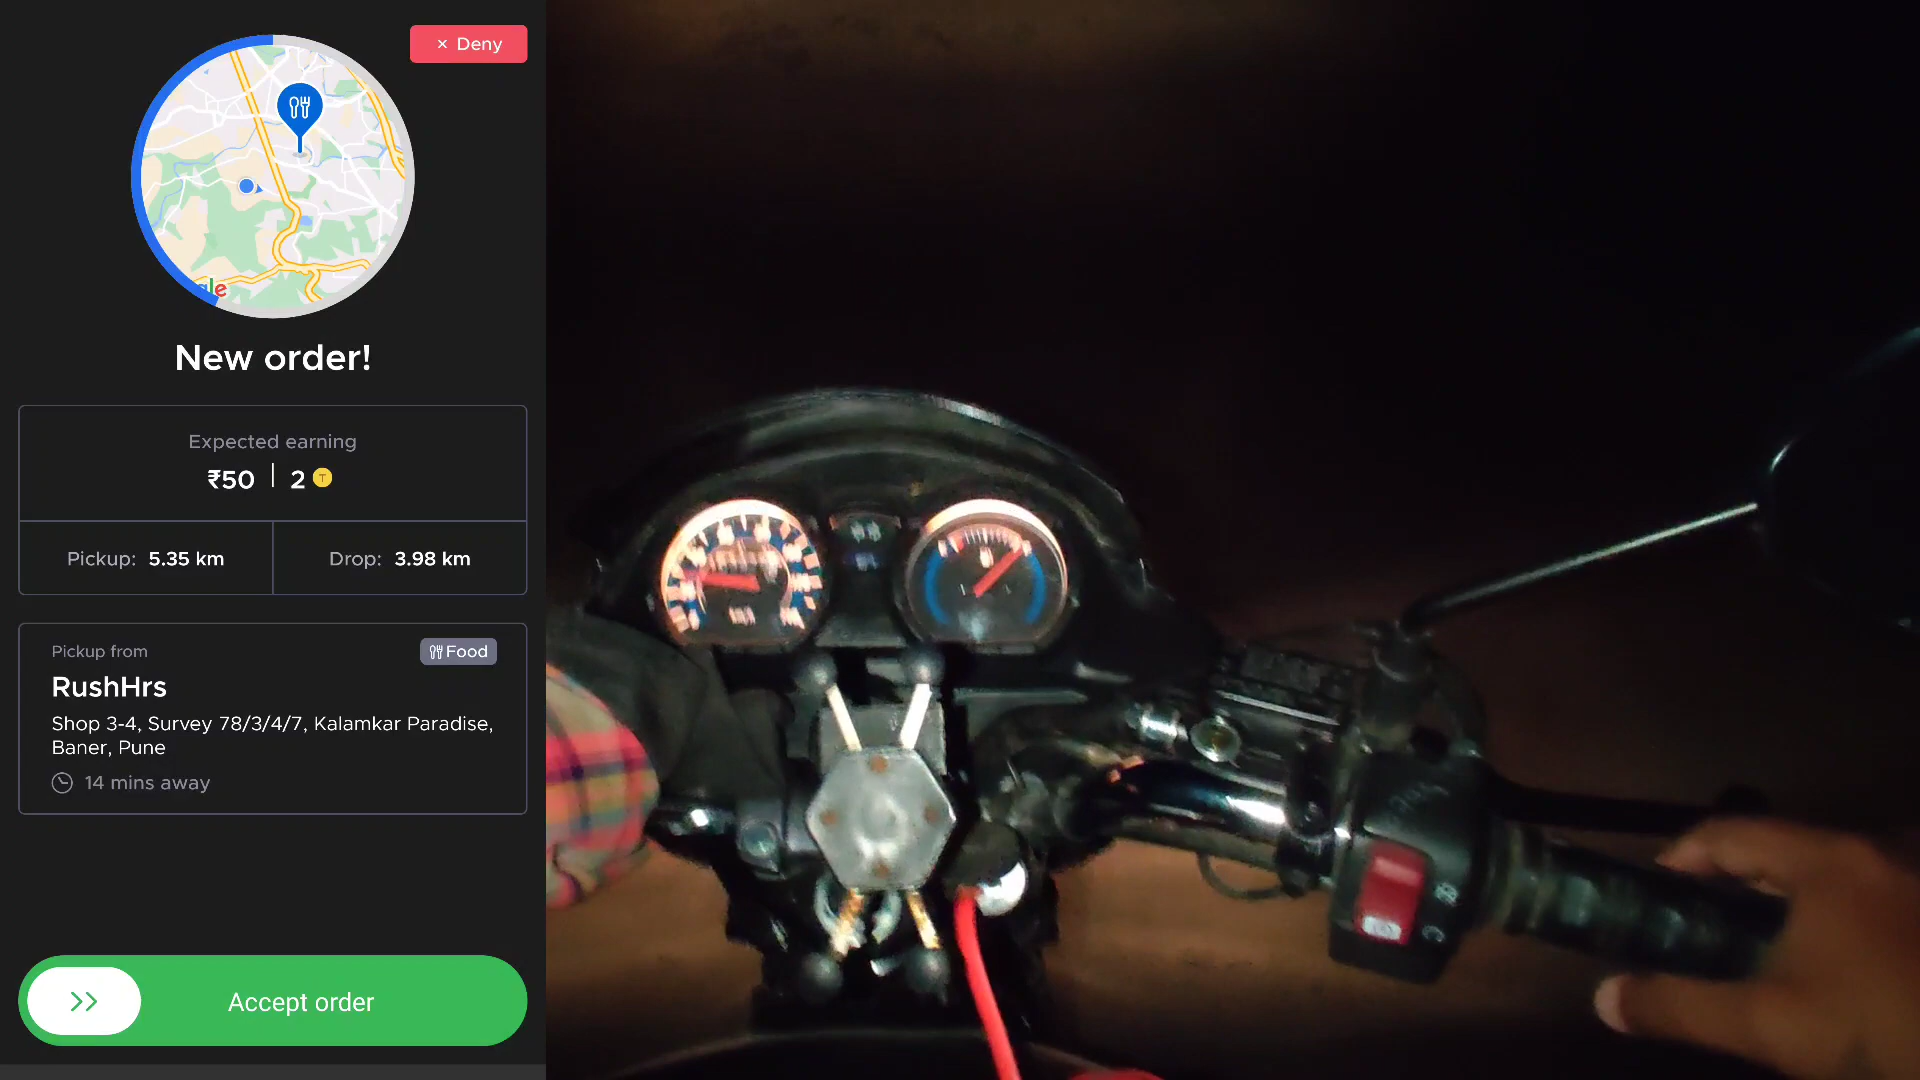 × Deny
le
New order!
Expected earning
₹50 | 2 T
Pickup: 5.35 km
Drop: 3.98 km
Pickup from
Food
RushHrs
Shop 3-4, Survey 78/3/4/7, Kalamkar Paradise,
Baner, Pune
14 mins away
Accept order